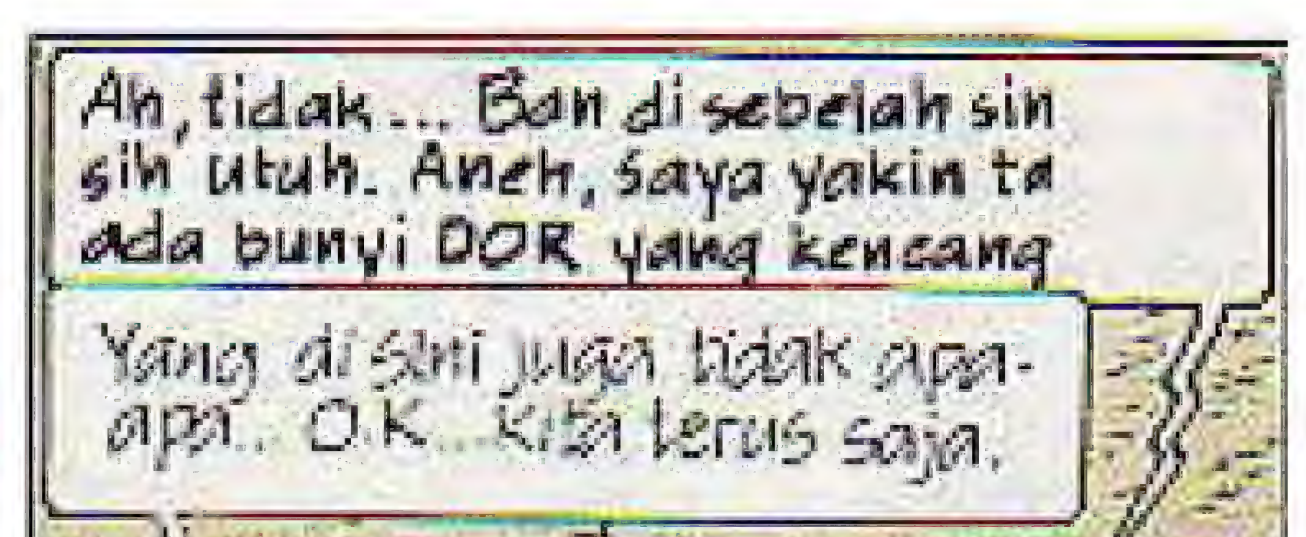 Ah, tidak... Ban di sebelah sin
sih utuh. Aneh, saya yakin ta
ada bunyi DOR yang kencang
Yang di sini juga tidak apa-
apa. O.K. Kita terus saja.